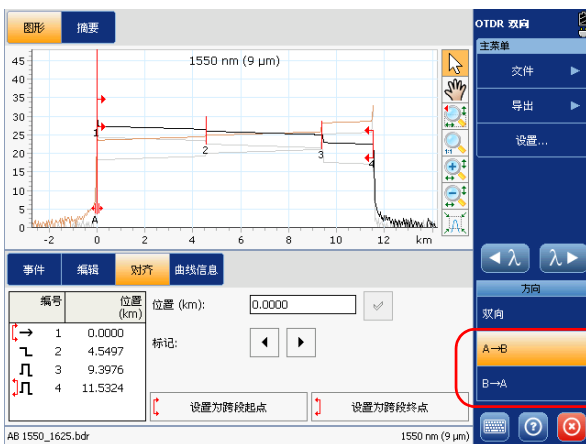 图形
摘要
OTDR 双向
主菜单
文件
导出
设置...
1550 nm (9 µm)
45
40
35
30
25
20
15
10
5
0
1
2
3
4
A
-2
0
2
4
6
8
10
12
km
1:1
λ
λ
方向
双向
A→B
B→A
事件
编辑
对齐
曲线信息
编号
位置
(km)
1 0.0000
2 4.5497
3 9.3976
4 11.5324
位置 (km):
0.0000
标记:
设置为跨段起点
设置为跨段终点
AB 1550_1625.bdr
1550 nm (9 µm)